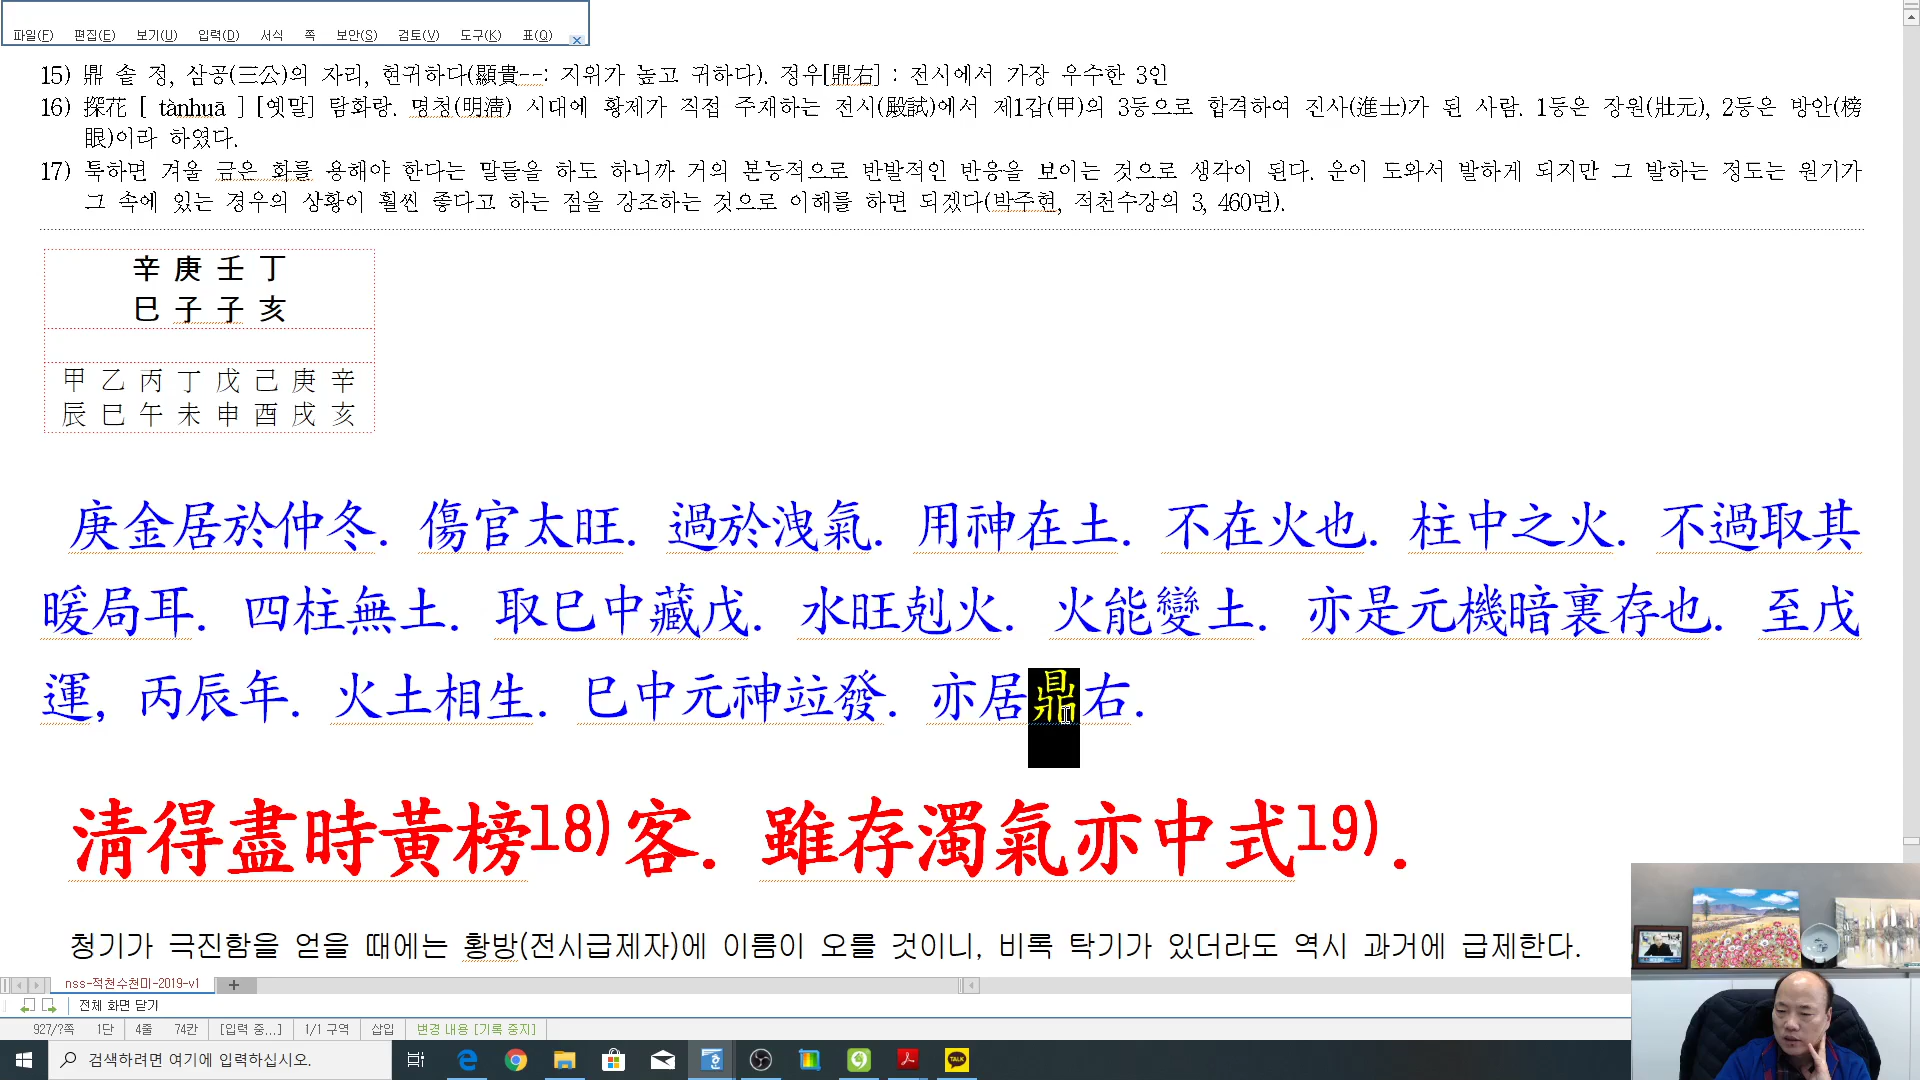 파일(F) 편집(E) 보기(U) 입력(D) 서식 쪽 보안(S) 검토(V) 도구(K) 표(Q)
15) 鼎 솥 정, 삼공(三公)의 자리, 현귀하다(顯貴--: 지위가 높고 귀하다). 정우[鼎右] : 전시에서 가장 우수한 3인
16) 探花 [ tànhuā ] [옛말] 탐화랑. 명청(明淸) 시대에 황제가 직접 주재하는 전시(殿試)에서 제1갑(甲)의 3등으로 합격하여 진사(進士)가 된 사람. 1등은 장원(壯元), 2등은 방안(榜
眼)이라 하였다.
17) 툭하면 겨울 금은 화를 용해야 한다는 말들을 하도 하니까 거의 본능적으로 반발적인 반응을 보이는 것으로 생각이 된다. 운이 도와서 발하게 되지만 그 발하는 정도는 원기가
그 속에 있는 경우의 상황이 훨씬 좋다고 하는 점을 강조하는 것으로 이해를 하면 되겠다(박주현, 적천수강의 3, 460면).
辛 庚 壬 丁
巳 子 子 亥
甲 乙 丙 丁 戊 己 庚 辛
辰 巳 午 未 申 酉 戌 亥
庚金居於仲冬. 傷官太旺. 過於洩氣. 用神在土. 不在火也. 柱中之火. 不過取其
暖局耳. 四柱無土. 取巳中藏戊. 水旺剋火. 火能變土. 亦是元機暗裏存也. 至戊
運, 丙辰年. 火土相生. 巳中元神竝發. 亦居鼎右.
淸得盡時黃榜18)客. 雖存濁氣亦中式19).
청기가 극진함을 얻을 때에는 황방(전시급제자)에 이름이 오를 것이니, 비록 탁기가 있더라도 역시 과거에 급제한다.
nss-적천수천미-2019-v1
전체 화면 닫기
927/?쪽 1단 4줄 74칸 [입력 중...] 1/1 구역 삽입 변경 내용 [기록 중지]
검색하려면 여기에 입력하십시오.
TALK